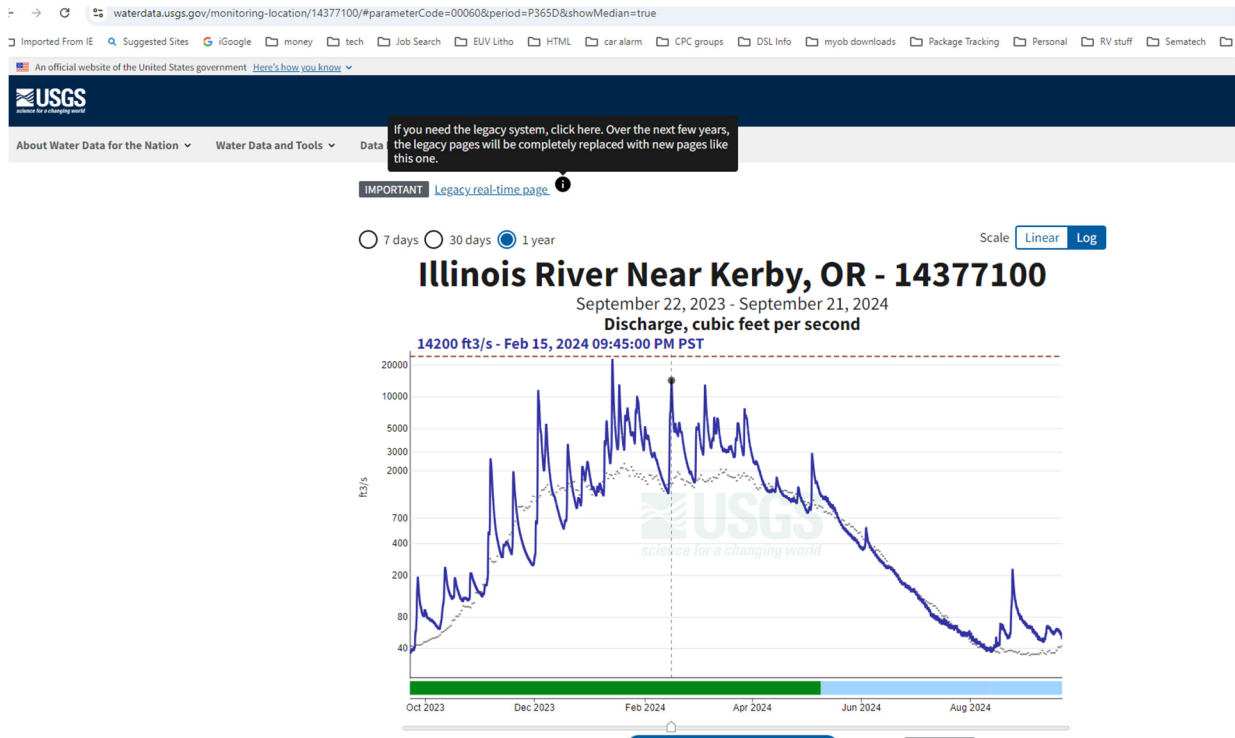 waterdata.usgs.gov/monitoring-location/14377100/#parameterCode=00060&period=P365D&showMedian=true
Imported From IE Suggested Sites iGoogle money tech Job Search EUV Litho HTML car alarm CPC groups DSL Info myob downloads Package Tracking Personal RV stuff Sematech
An official website of the United States government Here's how you know
USGS
science for a changing world
If you need the legacy system, click here. Over the next few years,
the legacy pages will be completely replaced with new pages like
this one.
About Water Data for the Nation Water Data and Tools Data
IMPORTANT Legacy real-time page
7 days 30 days 1 year Scale Linear Log
Illinois River Near Kerby, OR - 14377100
September 22, 2023 - September 21, 2024
Discharge, cubic feet per second
14200 ft3/s - Feb 15, 2024 09:45:00 PM PST
20000
10000
5000
3000
2000
ft3/s
700
400
200
80
40
USGS
science for a changing world
Oct 2023 Dec 2023 Feb 2024 Apr 2024 Jun 2024 Aug 2024